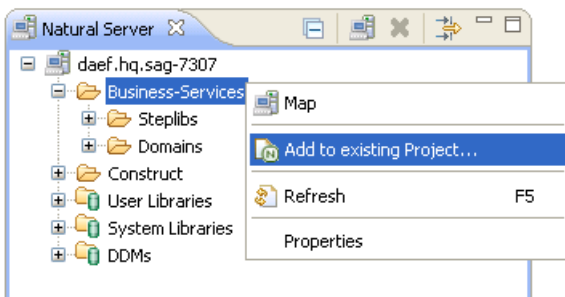 Natural Server
daef.hq.sag-7307
Business-Services
Map
Steplibs
Add to existing Project...
Domains
Construct
Refresh F5
User Libraries
System Libraries
Properties
DDMs